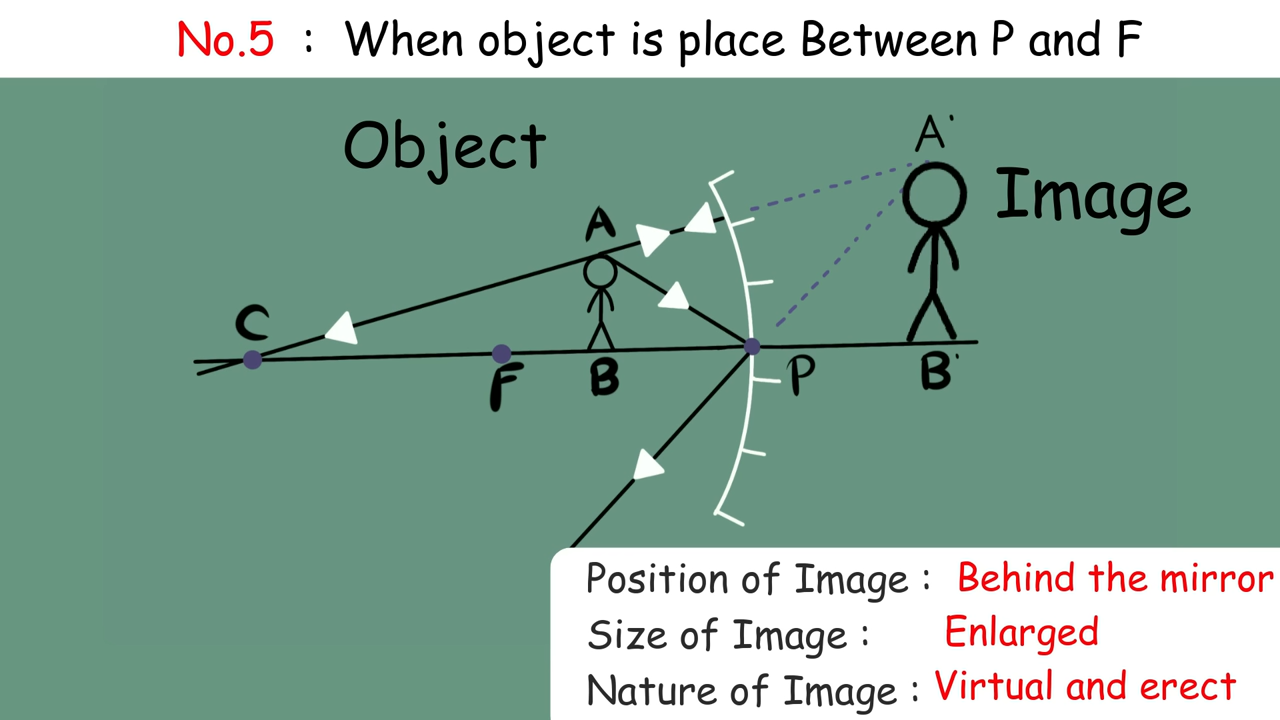 No.5 : When object is place Between P and F
Object
A'
Image
A
C
F
B
P
B'
Position of Image : Behind the mirror
Size of Image : Enlarged
Nature of Image : Virtual and erect